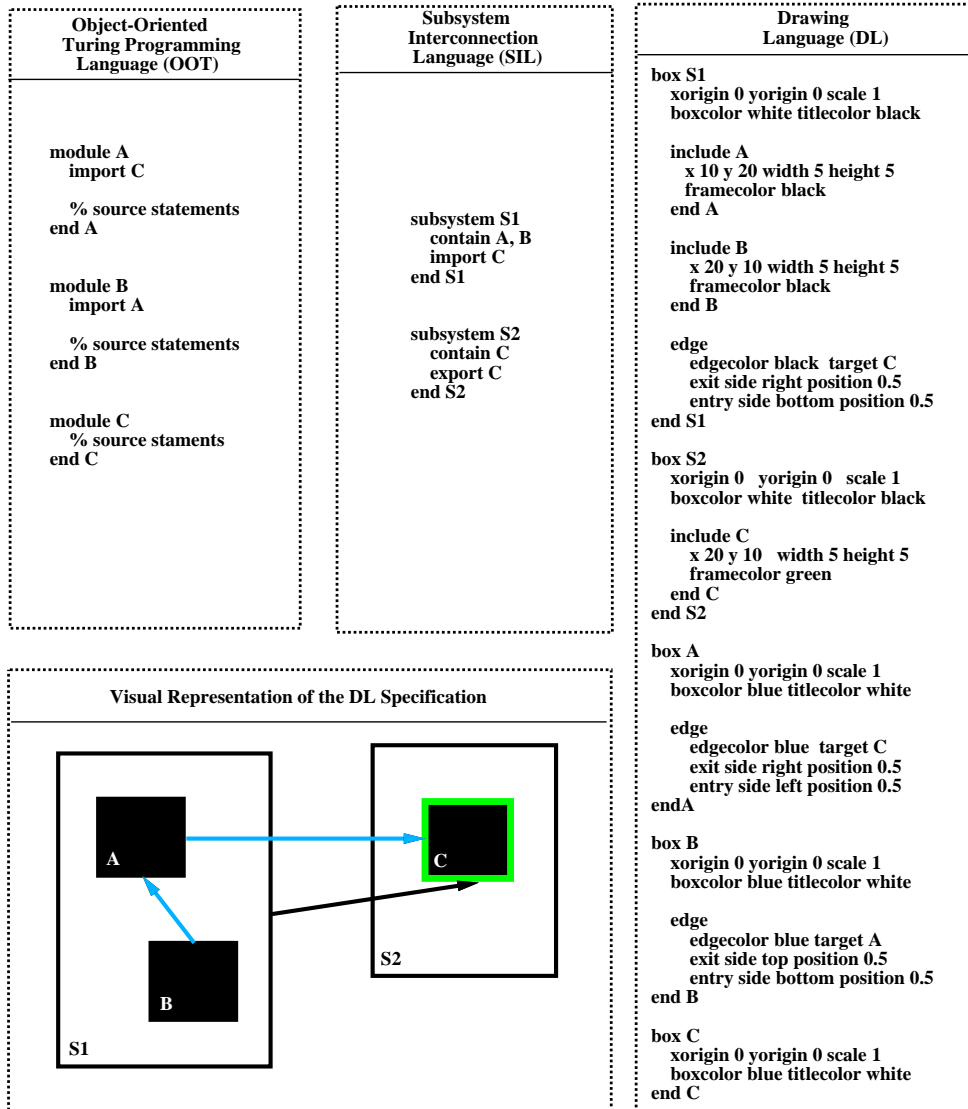 Object-Oriented
Turing Programming
Language (OOT)
module A
import C
% source statements
end A
module B
import A
% source statements
end B
module C
% source staments
end C
Subsystem
Interconnection
Language (SIL)
subsystem S1
contain A, B
import C
end S1
subsystem S2
contain C
export C
end S2
Drawing
Language (DL)
box S1
xorigin 0 yorigin 0 scale 1
boxcolor white titlecolor black
include A
x 10 y 20 width 5 height 5
framecolor black
end A
include B
x 20 y 10 width 5 height 5
framecolor black
end B
edge
edgecolor black target C
exit side right position 0.5
entry side bottom position 0.5
end S1
box S2
xorigin 0 yorigin 0 scale 1
boxcolor white titlecolor black
include C
x 20 y 10 width 5 height 5
framecolor green
end C
end S2
box A
xorigin 0 yorigin 0 scale 1
boxcolor blue titlecolor white
edge
edgecolor blue target C
exit side right position 0.5
entry side left position 0.5
endA
box B
xorigin 0 yorigin 0 scale 1
boxcolor blue titlecolor white
edge
edgecolor blue target A
exit side top position 0.5
entry side bottom position 0.5
end B
box C
xorigin 0 yorigin 0 scale 1
boxcolor blue titlecolor white
end C
Visual Representation of the DL Specification
A
C
B
S2
S1